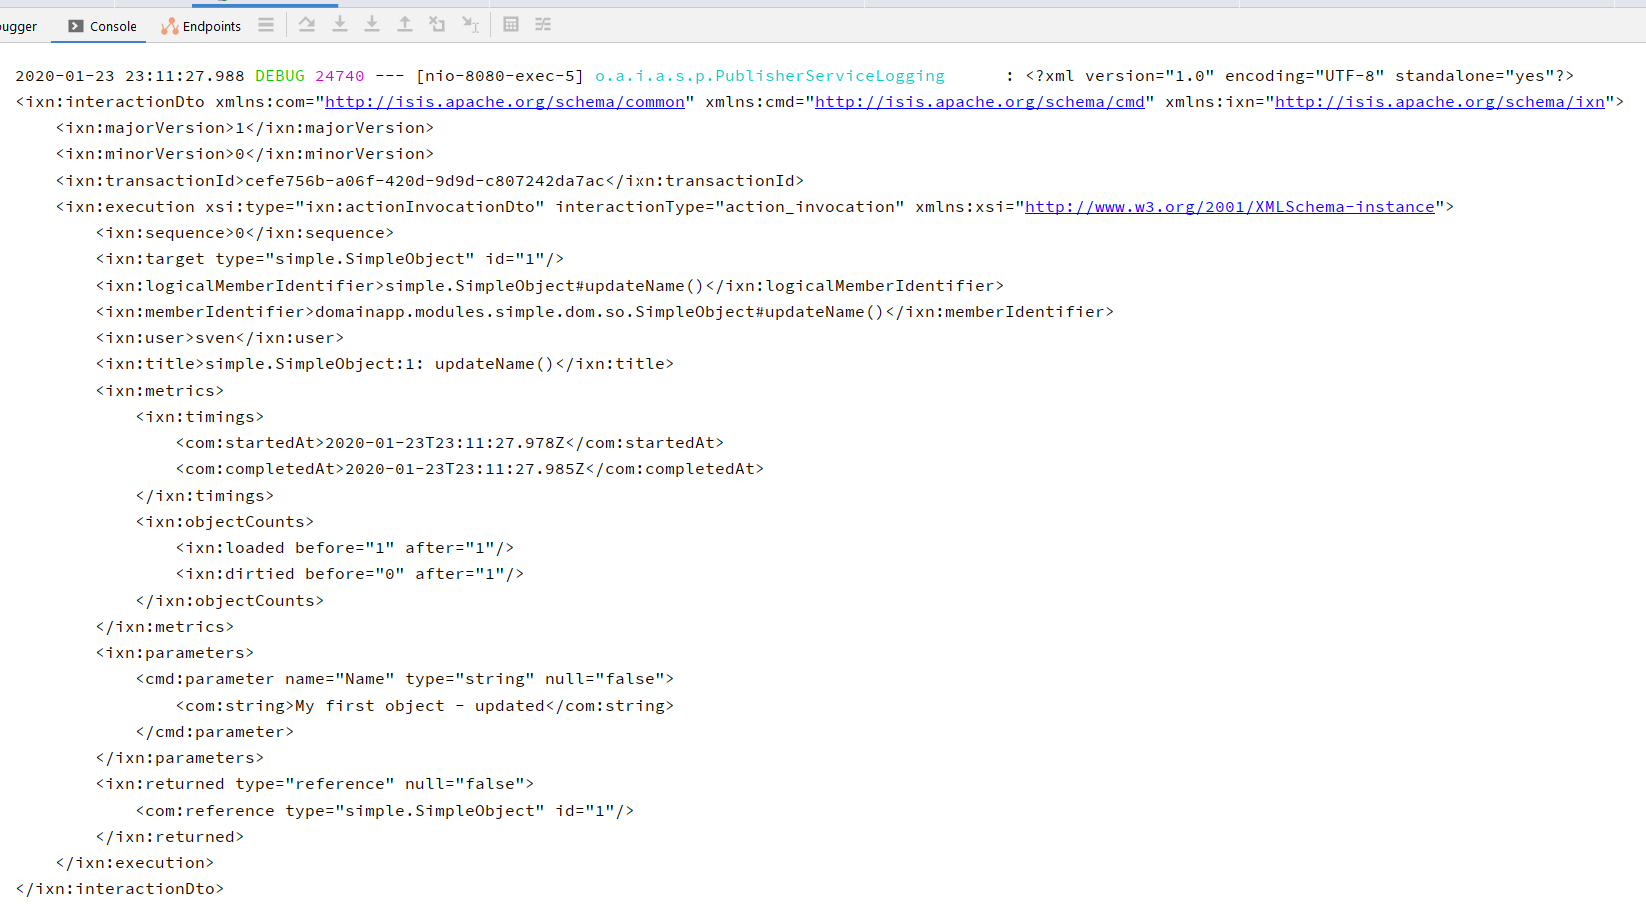 ugger Console Endpoints
2020-01-23 23:11:27.988 DEBUG 24740 --- [nio-8080-exec-5] o.a.i.a.s.p.PublisherServiceLogging : <?xml version="1.0" encoding="UTF-8" standalone="yes"?>
<ixn:interactionDto xmlns:com="http://isis.apache.org/schema/common" xmlns:cmd="http://isis.apache.org/schema/cmd" xmlns:ixn="http://isis.apache.org/schema/ixn">
<ixn:majorVersion>1</ixn:majorVersion>
<ixn:minorVersion>0</ixn:minorVersion>
<ixn:transactionId>cefe756b-a06f-420d-9d9d-c807242da7ac</ixn:transactionId>
<ixn:execution xsi:type="ixn:actionInvocationDto" interactionType="action_invocation" xmlns:xsi="http://www.w3.org/2001/XMLSchema-instance">
<ixn:sequence>0</ixn:sequence>
<ixn:target type="simple.SimpleObject" id="1"/>
<ixn:logicalMemberIdentifier>simple.SimpleObject#updateName()</ixn:logicalMemberIdentifier>
<ixn:memberIdentifier>domainapp.modules.simple.dom.so.SimpleObject#updateName()</ixn:memberIdentifier>
<ixn:user>sven</ixn:user>
<ixn:title>simple.SimpleObject:1: updateName()</ixn:title>
<ixn:metrics>
<ixn:timings>
<com:startedAt>2020-01-23T23:11:27.978Z</com:startedAt>
<com:completedAt>2020-01-23T23:11:27.985Z</com:completedAt>
</ixn:timings>
<ixn:objectCounts>
<ixn:loaded before="1" after="1"/>
<ixn:dirtied before="0" after="1"/>
</ixn:objectCounts>
</ixn:metrics>
<ixn:parameters>
<cmd:parameter name="Name" type="string" null="false">
<com:string>My first object - updated</com:string>
</cmd:parameter>
</ixn:parameters>
<ixn:returned type="reference" null="false">
<com:reference type="simple.SimpleObject" id="1"/>
</ixn:returned>
</ixn:execution>
</ixn:interactionDto>